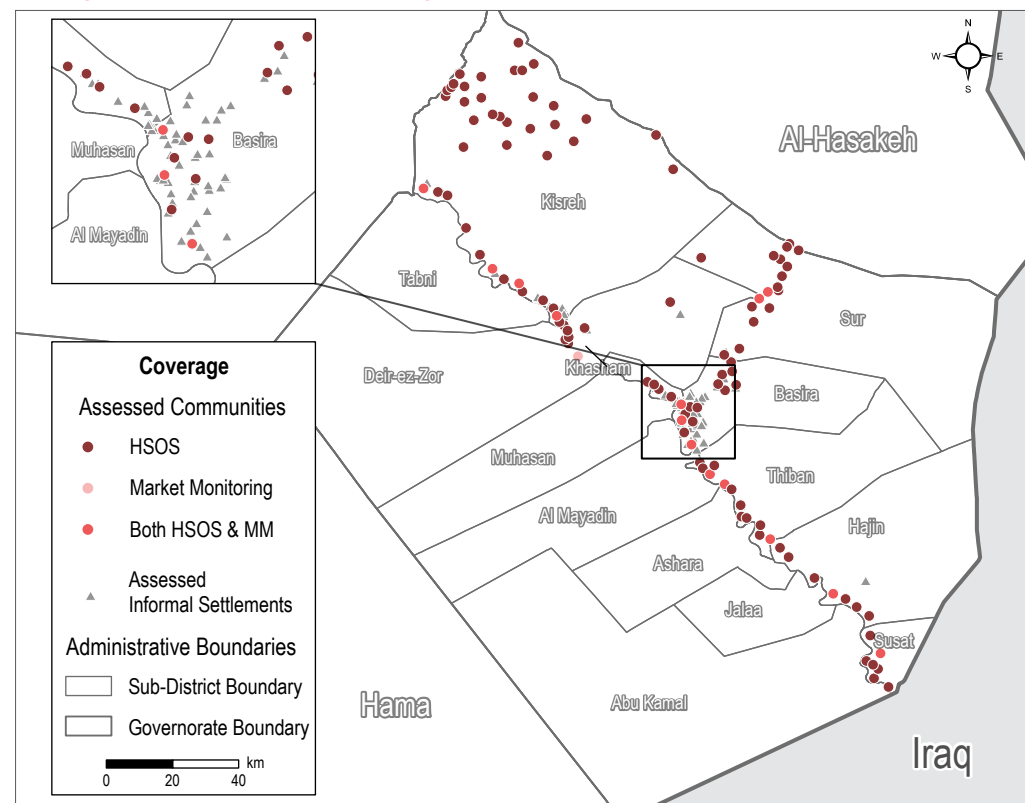 N
W E
S
Muhasan
Basira
Al Mayadin
Al-Hasakeh
Kisreh
Tabni
Sur
Deir-ez-Zor
Khasham
Basira
Muhasan
Thiban
Al Mayadin
Hajin
Ashara
Jalaa
Susat
Abu Kamal
Hama
Iraq
Coverage
Assessed Communities
HSOS
Market Monitoring
Both HSOS & MM
Assessed
Informal Settlements
Administrative Boundaries
Sub-District Boundary
Governorate Boundary
km
0 20 40